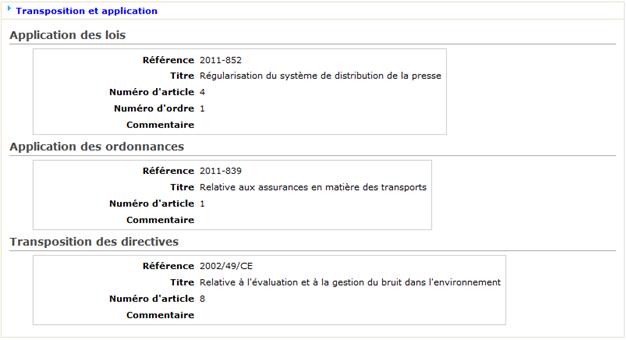 Transposition et application
Application des lois
Référence 2011-852
Titre Régularisation du système de distribution de la presse
Numéro d'article 4
Numéro d'ordre 1
Commentaire
Application des ordonnances
Référence 2011-839
Titre Relative aux assurances en matière des transports
Numéro d'article 1
Commentaire
Transposition des directives
Référence 2002/49/CE
Titre Relative à l'évaluation et à la gestion du bruit dans l'environnement
Numéro d'article 8
Commentaire